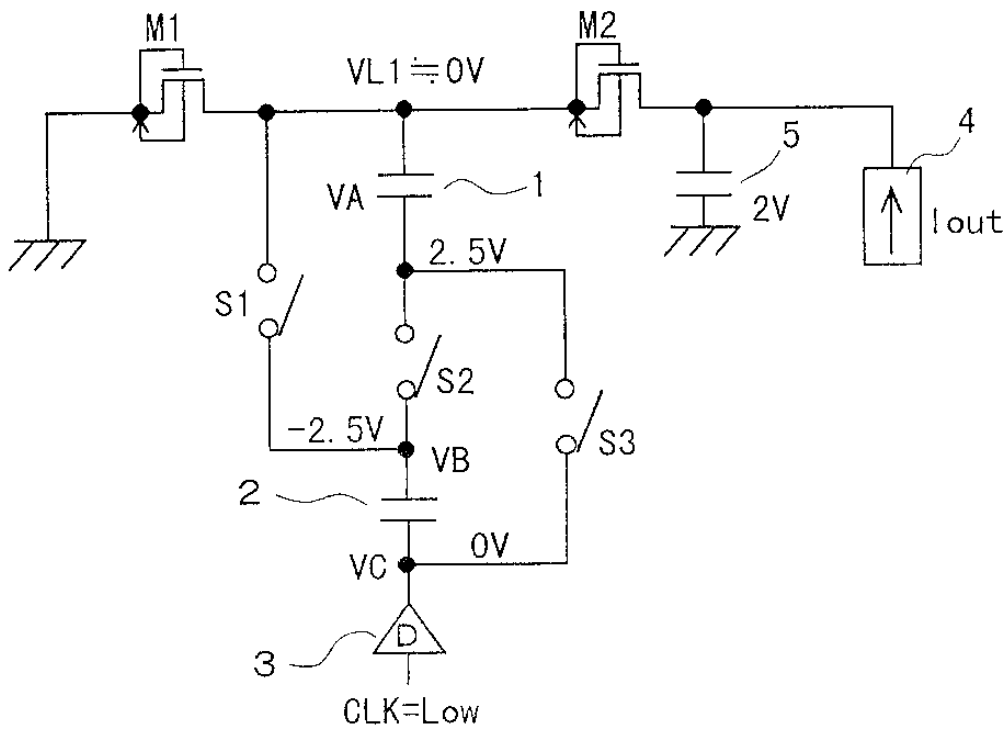 M1
M2
VL1≒0V
5
4
VA
1
2V
Iout
2.5V
S1
S2
-2.5V
S3
VB
2
0V
VC
D
3
CLK=Low